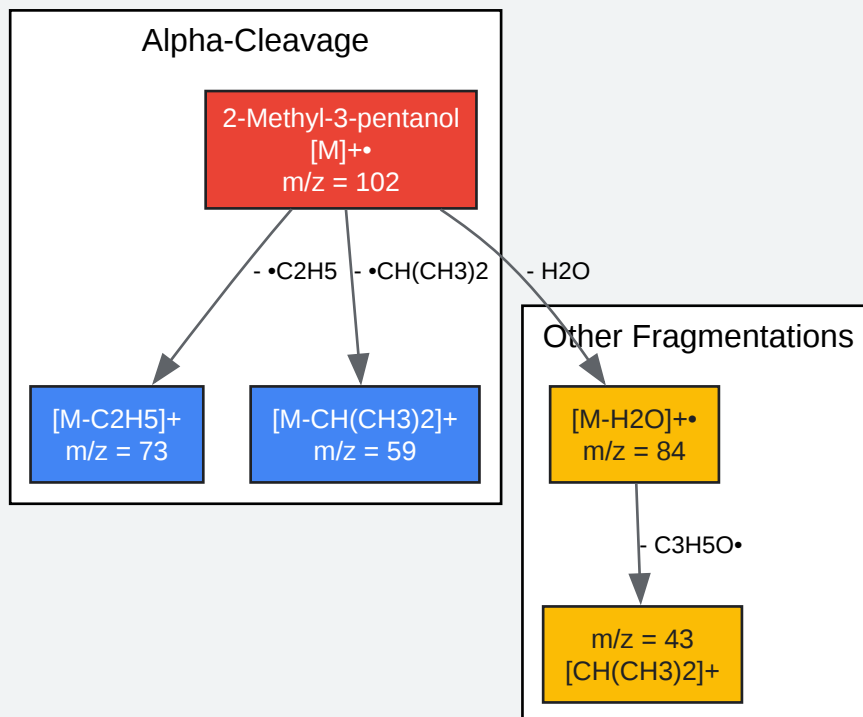 Alpha-Cleavage
2-Methyl-3-pentanol
[M]+•
m/z = 102
- •C2H5
- •CH(CH3)2
- H2O
Other Fragmentations
[M-C2H5]+
m/z = 73
[M-CH(CH3)2]+
m/z = 59
[M-H2O]+•
m/z = 84
- C3H5O•
m/z = 43
[CH(CH3)2]+